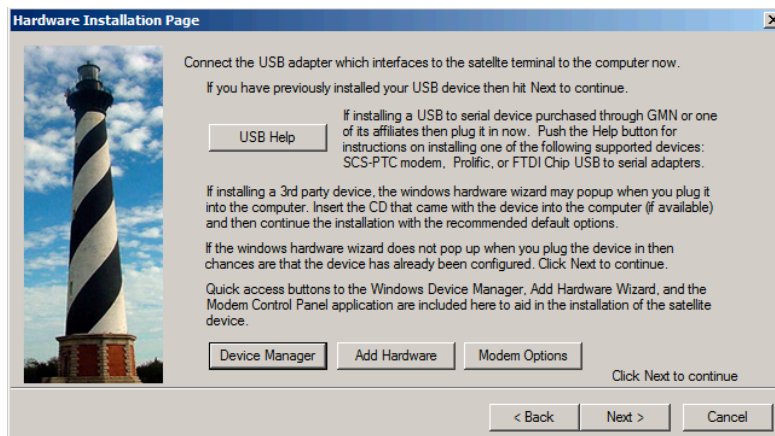 Hardware Installation Page
Connect the USB adapter which interfaces to the satellte terminal to the computer now.
If you have previously installed your USB device then hit Next to continue.
USB Help
If installing a USB to serial device purchased through GMN or one
of its affiliates then plug it in now. Push the Help button for
instructions on installing one of the following supported devices:
SCS-PTC modem, Prolific, or FTDI Chip USB to serial adapters.
If installing a 3rd party device, the windows hardware wizard may popup when you plug it
into the computer. Insert the CD that came with the device into the computer (if available)
and then continue the installation with the recommended default options.
If the windows hardware wizard does not pop up when you plug the device in then
chances are that the device has already been configured. Click Next to continue.
Quick access buttons to the Windows Device Manager, Add Hardware Wizard, and the
Modem Control Panel application are included here to aid in the installation of the satellite
device.
Device Manager
Add Hardware
Modem Options
Click Next to continue
< Back
Next >
Cancel